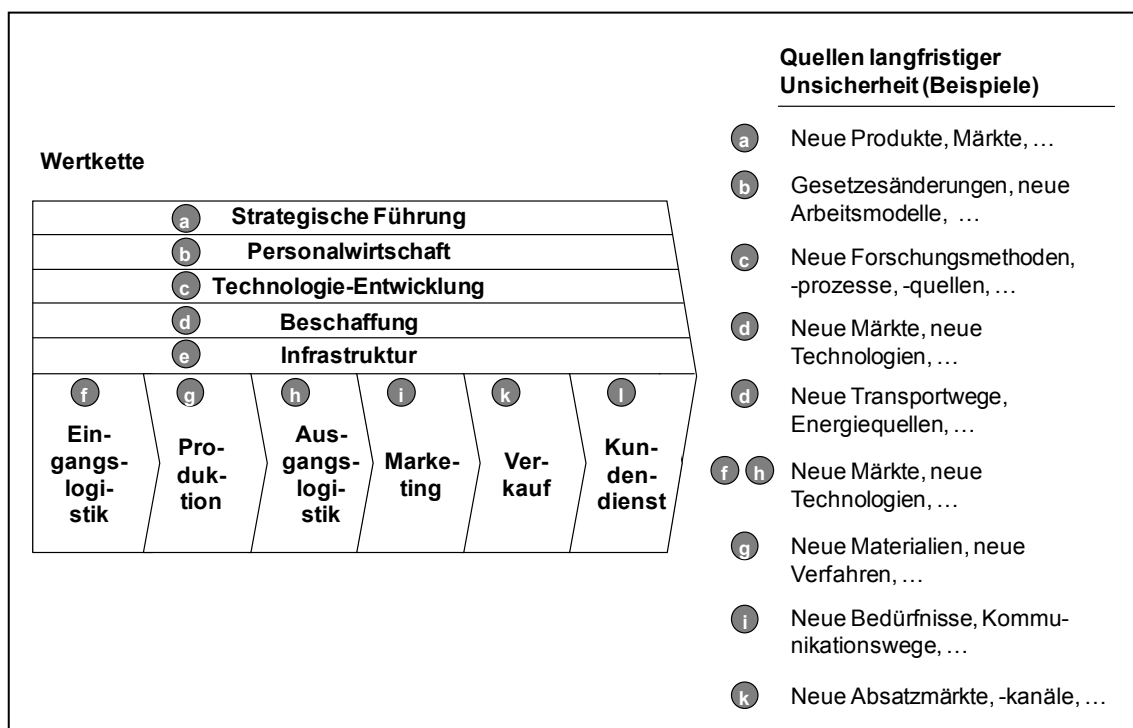 Quellen langfristiger
Unsicherheit (Beispiele)
Wertkette
a Strategische Führung
b Personalwirtschaft
c Technologie-Entwicklung
d Beschaffung
e Infrastruktur
f
Ein-
gangs-
logi-
stik
g
Pro-
duk-
tion
h
Aus-
gangs-
logi-
stik
i
Marke-
ting
k
Ver-
kauf
l
Kun-
den-
dienst
a Neue Produkte, Märkte, …
b Gesetzesänderungen, neue
Arbeitsmodelle, …
c Neue Forschungsmethoden,
-prozesse, -quellen, …
d Neue Märkte, neue
Technologien, …
d Neue Transportwege,
Energiequellen, …
f h Neue Märkte, neue
Technologien, …
g Neue Materialien, neue
Verfahren, …
i Neue Bedürfnisse, Kommu-
nikationswege, …
k Neue Absatzmärkte, -kanäle, …